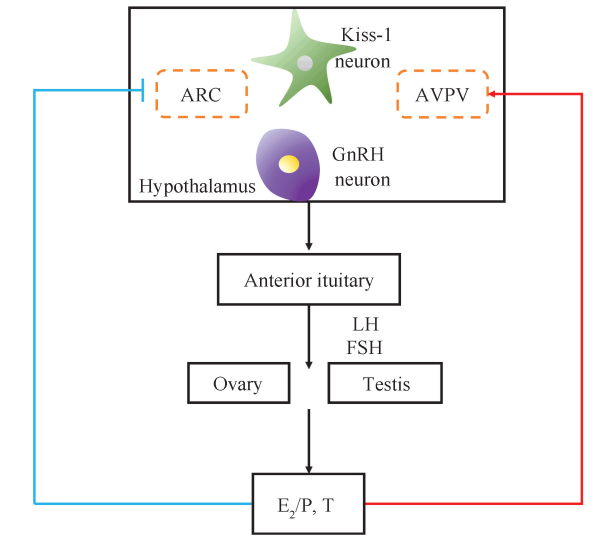 Kiss-1
neuron
ARC
AVPV
GnRH
neuron
Hypothalamus
Anterior ituitary
LH
FSH
Ovary
Testis
E₂/P, T